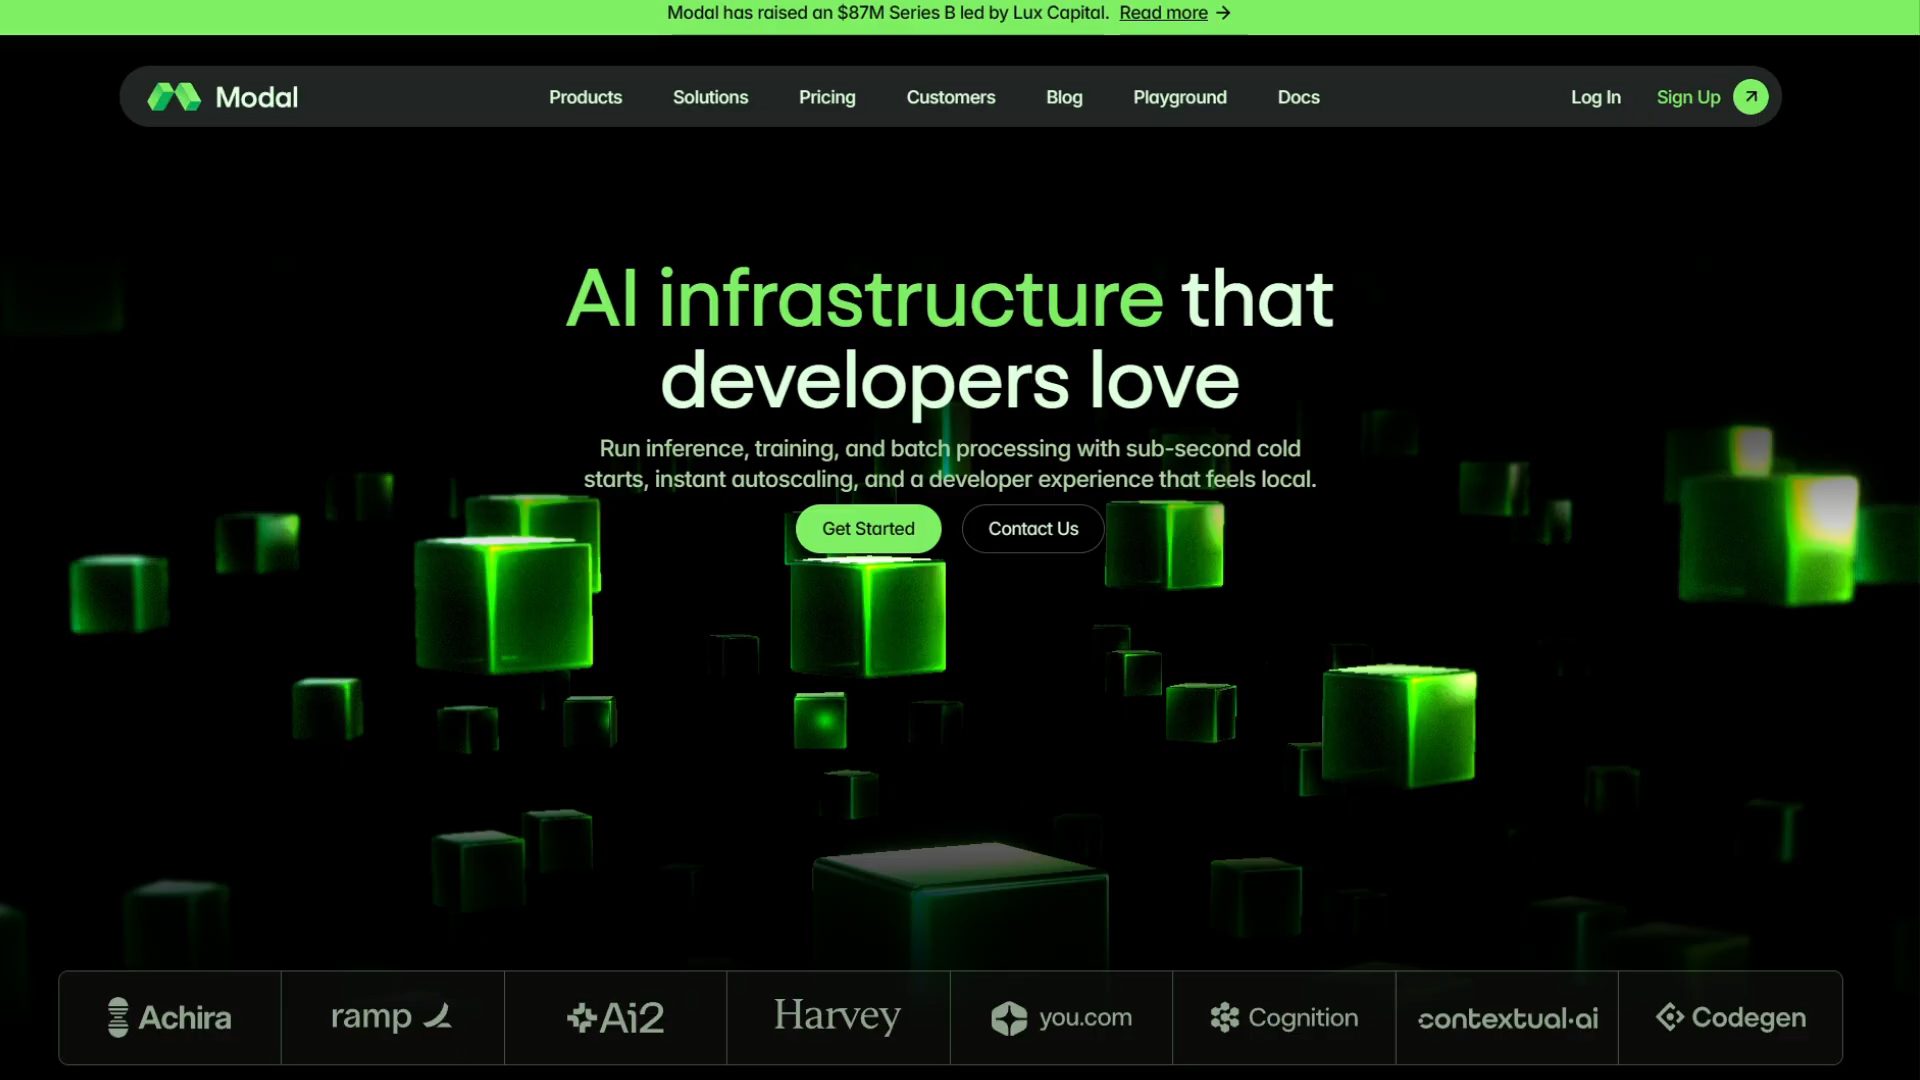 Modal has raised an $87M Series B led by Lux Capital. Read more →
Modal
Products Solutions Pricing Customers Blog Playground Docs
Log In Sign Up
AI infrastructure that
developers love
Run inference, training, and batch processing with sub-second cold
starts, instant autoscaling, and a developer experience that feels local.
Get Started Contact Us
Achira ramp Ai2 Harvey you.com Cognition contextual·ai Codegen